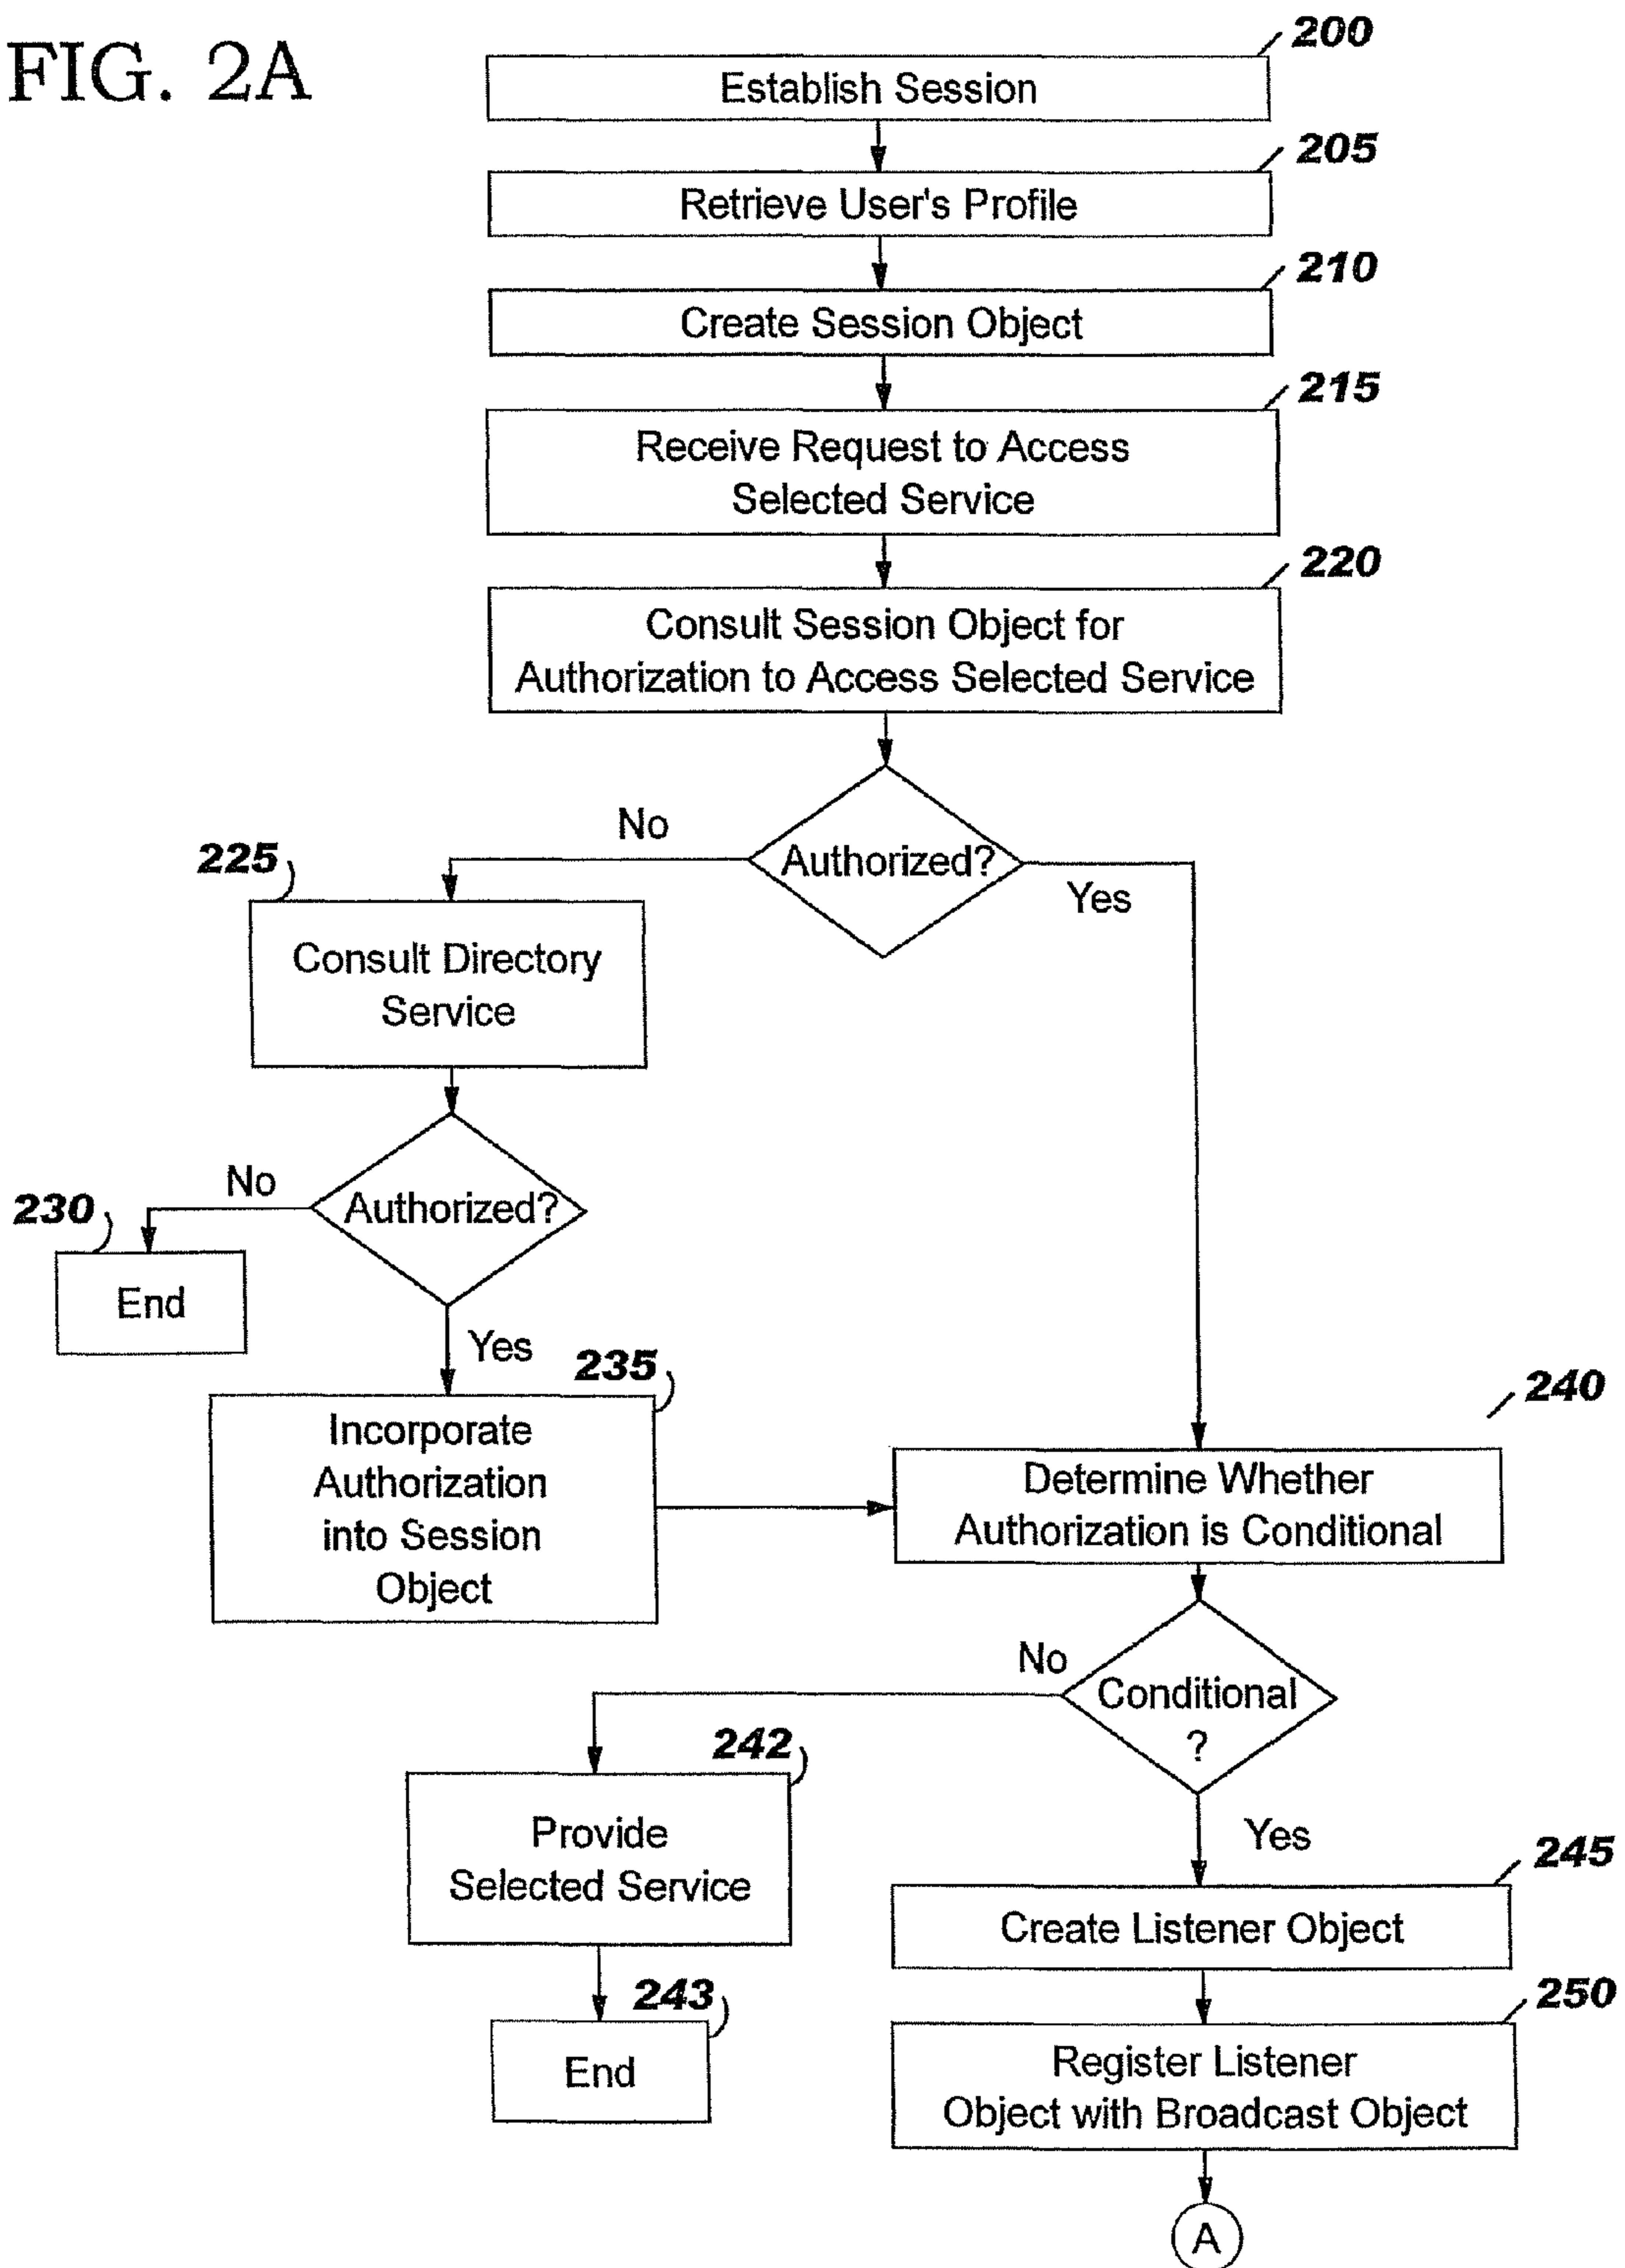 FIG. 2A
200
Establish Session
205
Retrieve User's Profile
210
Create Session Object
215
Receive Request to Access
Selected Service
220
Consult Session Object for
Authorization to Access Selected Service
No
Authorized?
Yes
225
Consult Directory
Service
No
Authorized?
230
End
Yes
235
Incorporate
Authorization
into Session
Object
240
Determine Whether
Authorization is Conditional
No
Conditional
?
242
Provide
Selected Service
Yes
245
Create Listener Object
243
End
250
Register Listener
Object with Broadcast Object
A